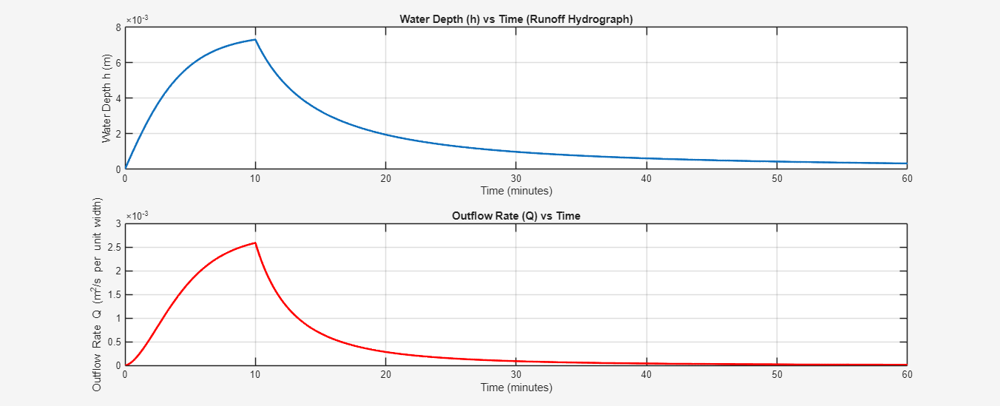 Water Depth (h) vs Time (Runoff Hydrograph)
×10⁻³
8
6
4
2
0
Water Depth h (m)
0 10 20 30 40 50 60
Time (minutes)
Outflow Rate (Q) vs Time
×10⁻³
3
2.5
2
1.5
1
0.5
0
Outflow Rate Q (m²/s per unit width)
0 10 20 30 40 50 60
Time (minutes)